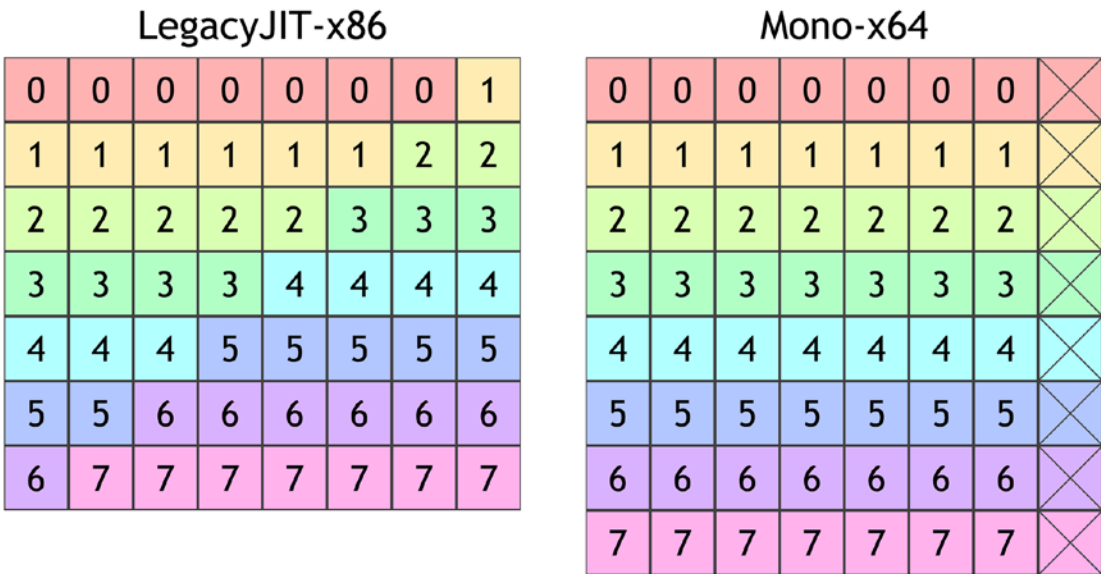 LegacyJIT-x86
0 0 0 0 0 0 0 1
1 1 1 1 1 1 2 2
2 2 2 2 2 3 3 3
3 3 3 3 4 4 4 4
4 4 4 5 5 5 5 5
5 5 6 6 6 6 6 6
6 7 7 7 7 7 7 7
Mono-x64
0 0 0 0 0 0 0
1 1 1 1 1 1 1
2 2 2 2 2 2 2
3 3 3 3 3 3 3
4 4 4 4 4 4 4
5 5 5 5 5 5 5
6 6 6 6 6 6 6
7 7 7 7 7 7 7